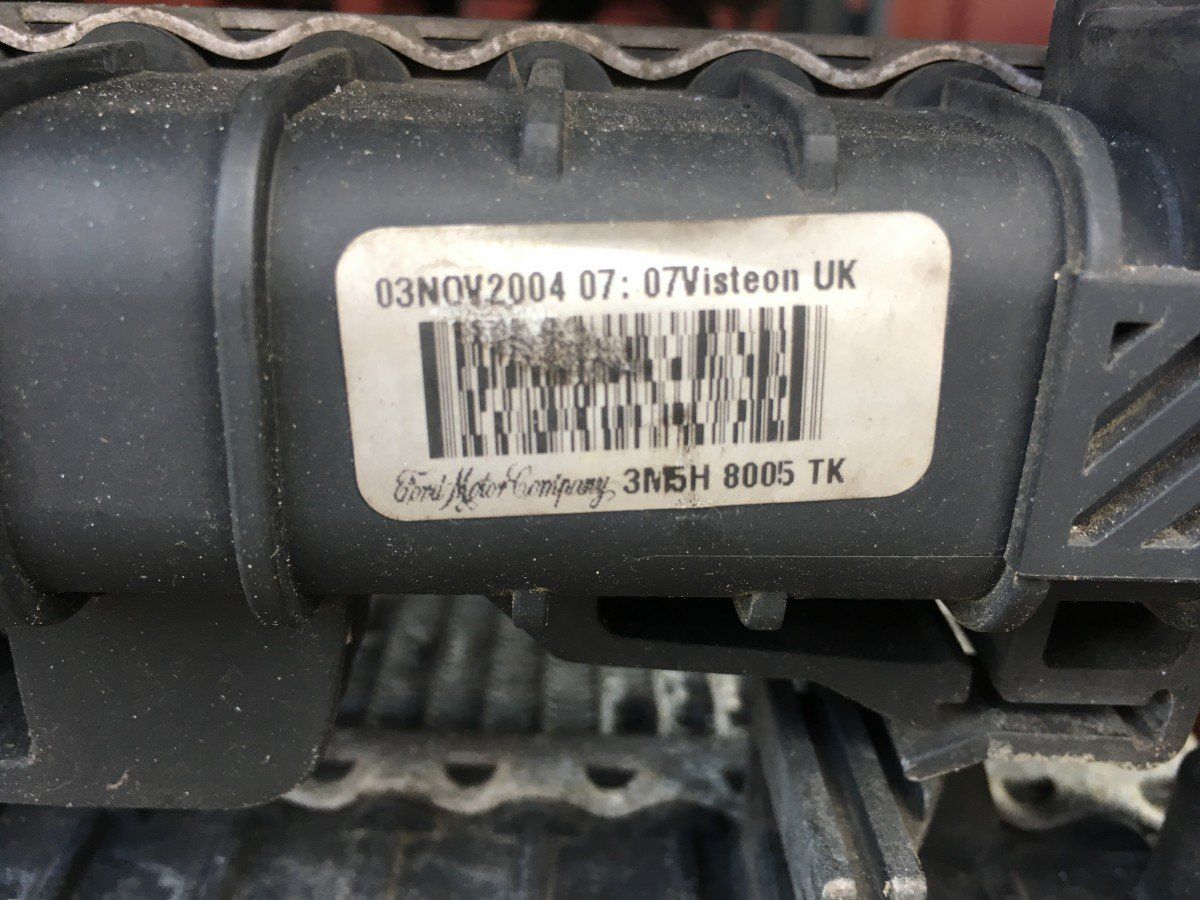 03NOV2004 07: 07Visteon UK
Ford Motor Company 3M5H 8005 TK